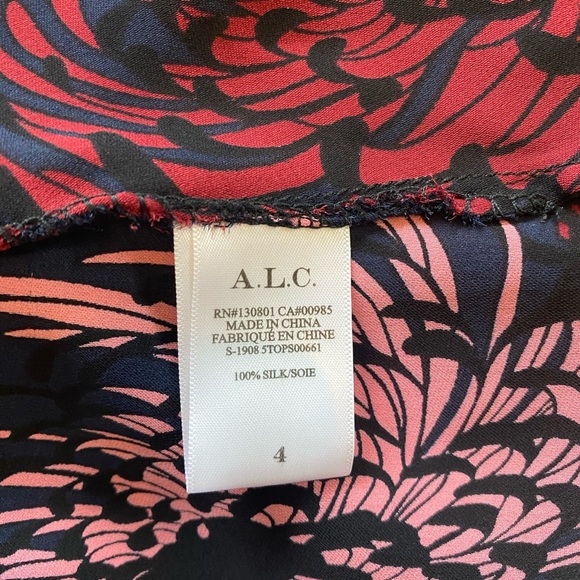 A.L.C.
RN#130801 CA#00985
MADE IN CHINA
FABRIQUÉ EN CHINE
S-1908 5TOPS00661
100% SILK/SOIE
4